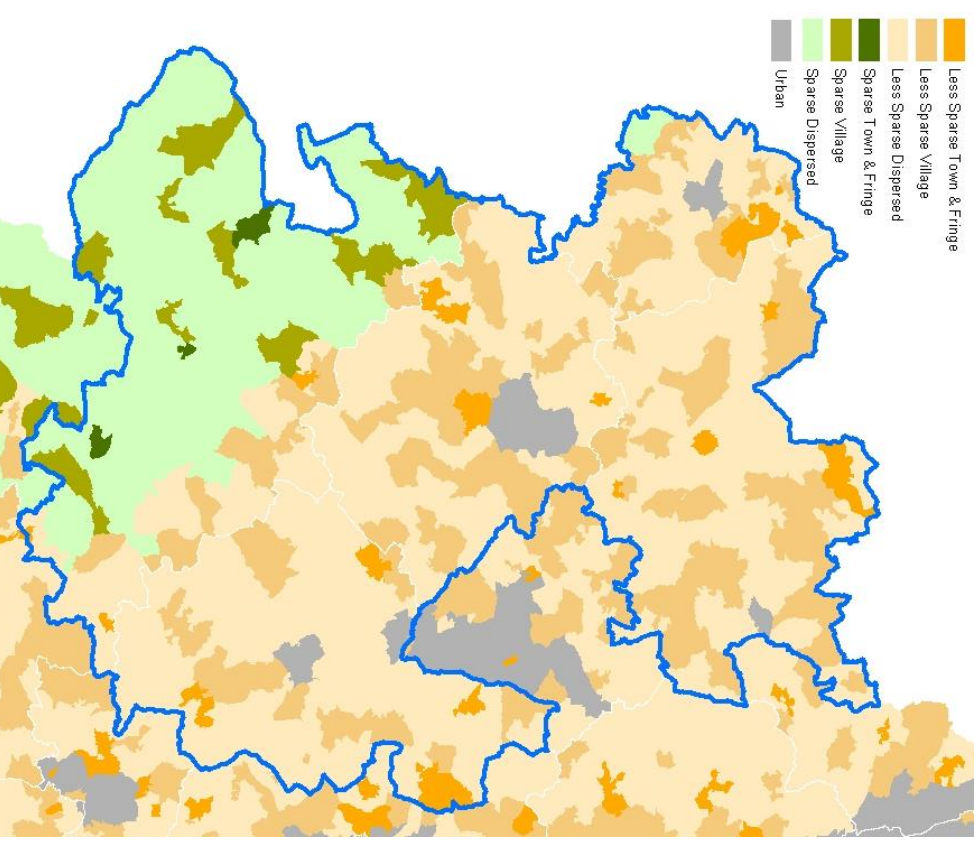 Less Sparse Town & Fringe
Less Sparse Village
Less Sparse Dispersed
Sparse Town & Fringe
Sparse Village
Sparse Dispersed
Urban